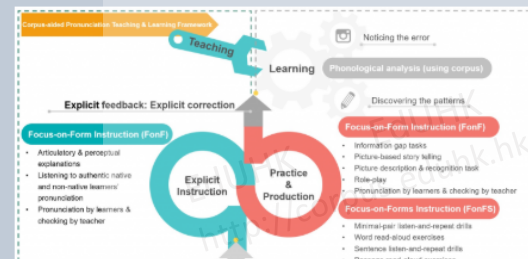 Corpus-aided Pronunciation Teaching & Learning Framework
Teaching
Noticing the error
Learning
Phonological analysis (using corpus)
Explicit feedback: Explicit correction
Discovering the patterns
Focus-on-Form Instruction (FonF)
• Articulatory & perceptual
explanations
• Listening to authentic native
and non-native learners'
pronunciation
• Pronunciation by learners &
checking by teacher
Explicit
Instruction
Practice
&
Production
Focus-on-Form Instruction (FonF)
• Information gap tasks
• Picture-based story telling
• Picture description & recognition task
• Role-play
• Pronunciation by learners & checking by teacher
Focus-on-Forms Instruction (FonFS)
• Minimal-pair listen-and-repeat drills
• Word read-aloud exercises
• Sentence listen-and-repeat drills
EdUHK
EdUHK